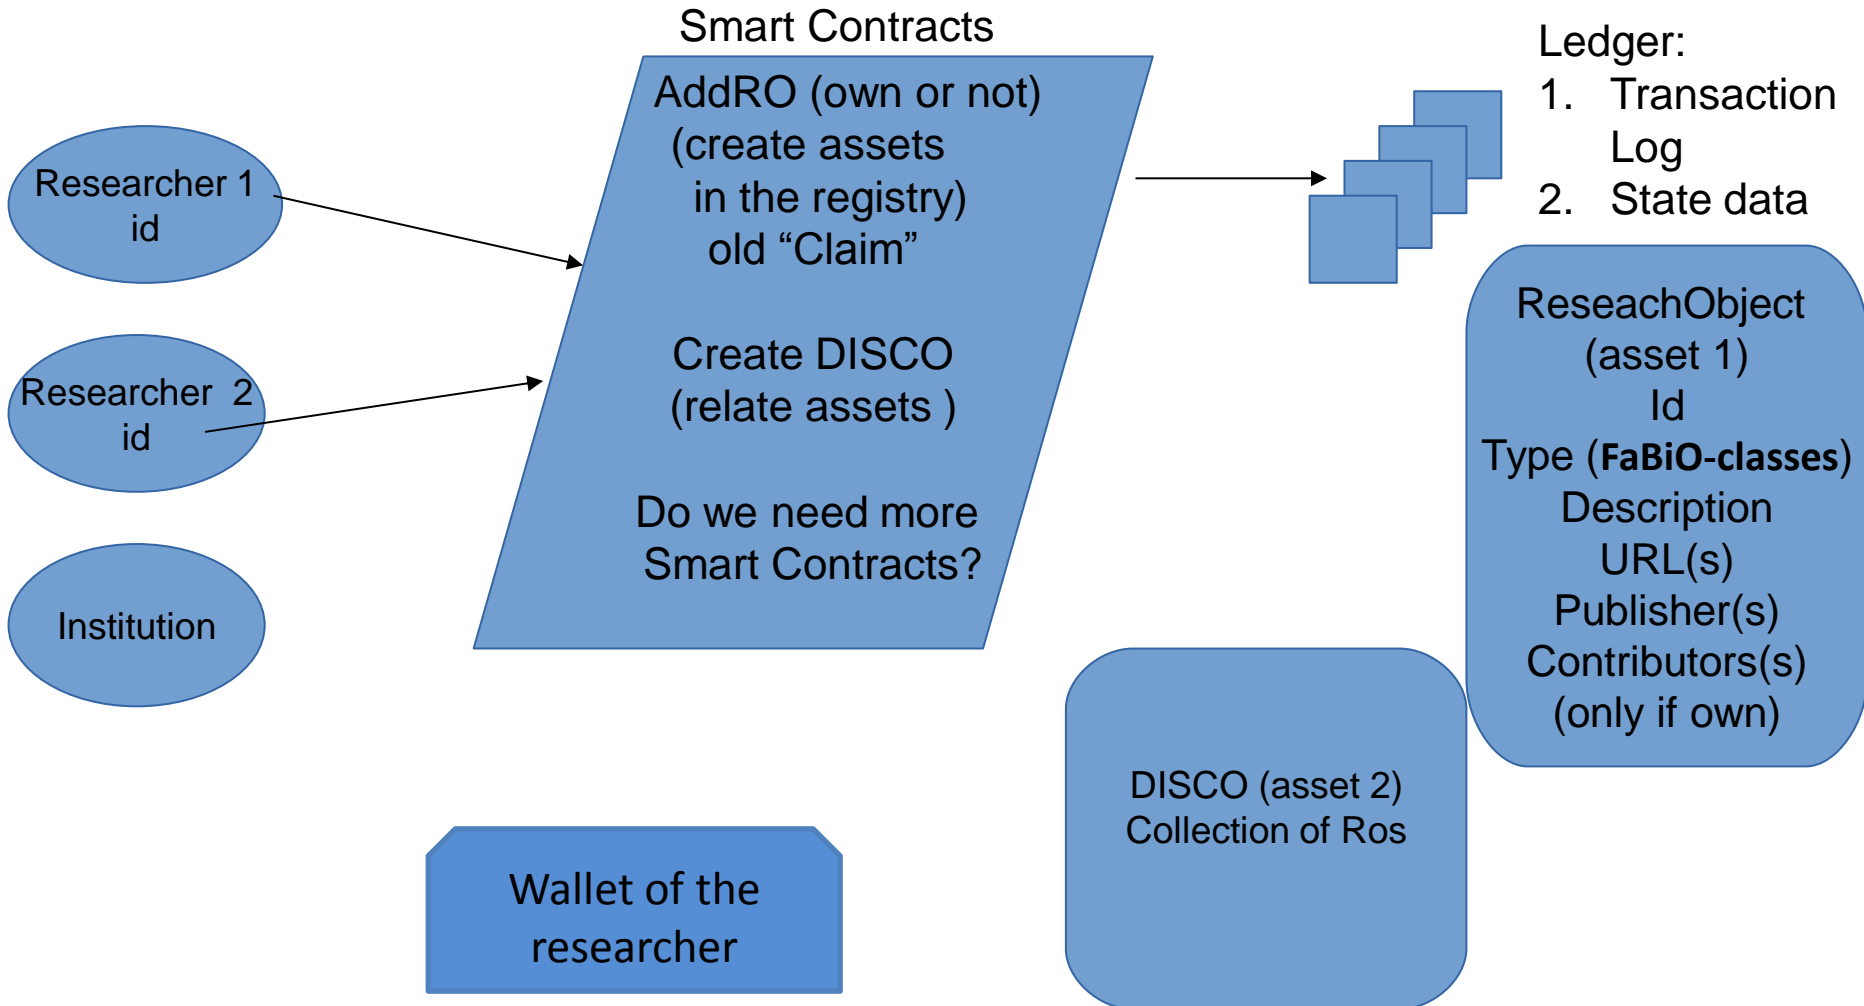 Smart Contracts
AddRO (own or not)
(create assets
in the registry)
old “Claim”
Create DISCO
(relate assets )
Do we need more
Smart Contracts?
Researcher 1
id
Researcher 2
id
Institution
Ledger:
1. Transaction
Log
2. State data
ReseachObject
(asset 1)
Id
Type (FaBiO-classes)
Description
URL(s)
Publisher(s)
Contributors(s)
(only if own)
DISCO (asset 2)
Collection of Ros
Wallet of the
researcher